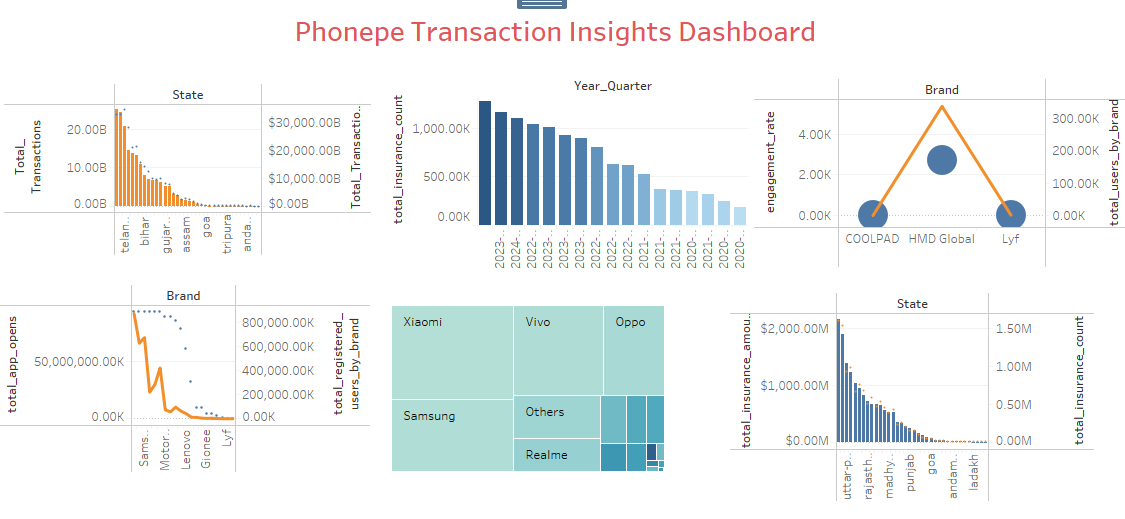 Phonepe Transaction Insights Dashboard
State
Total_
Transactions
20.00B
10.00B
0.00B
$30,000.00B
$20,000.00B
$10,000.00B
$0.00B
Total_Transactio..
telan..
bihar
gujar..
assam
goa
tripura
anda..
Year_Quarter
total_insurance_count
1,000.00K
500.00K
0.00K
2023-..
2024-..
2022-..
2023-..
2022-..
2023-..
2022-..
2022-..
2021-..
2021-..
2020-..
2021-..
2020-..
Brand
engagement_rate
4.00K
2.00K
0.00K
300.00K
200.00K
100.00K
0.00K
total_users_by_brand
COOLPAD
HMD Global
Lyf
Brand
total_app_opens
50,000,000.00K
0.00K
800,000.00K
600,000.00K
400,000.00K
200,000.00K
0.00K
total_registered_
users_by_brand
Sams..
Motor..
Lenovo
Gionee
Lyf
Xiaomi
Vivo
Oppo
Samsung
Others
Realme
State
total_insurance_amou..
$2,000.00M
$1,000.00M
$0.00M
1.50M
1.00M
0.50M
0.00M
total_insurance_count
uttar-p..
rajasth..
madhy..
punjab
goa
andam..
ladakh